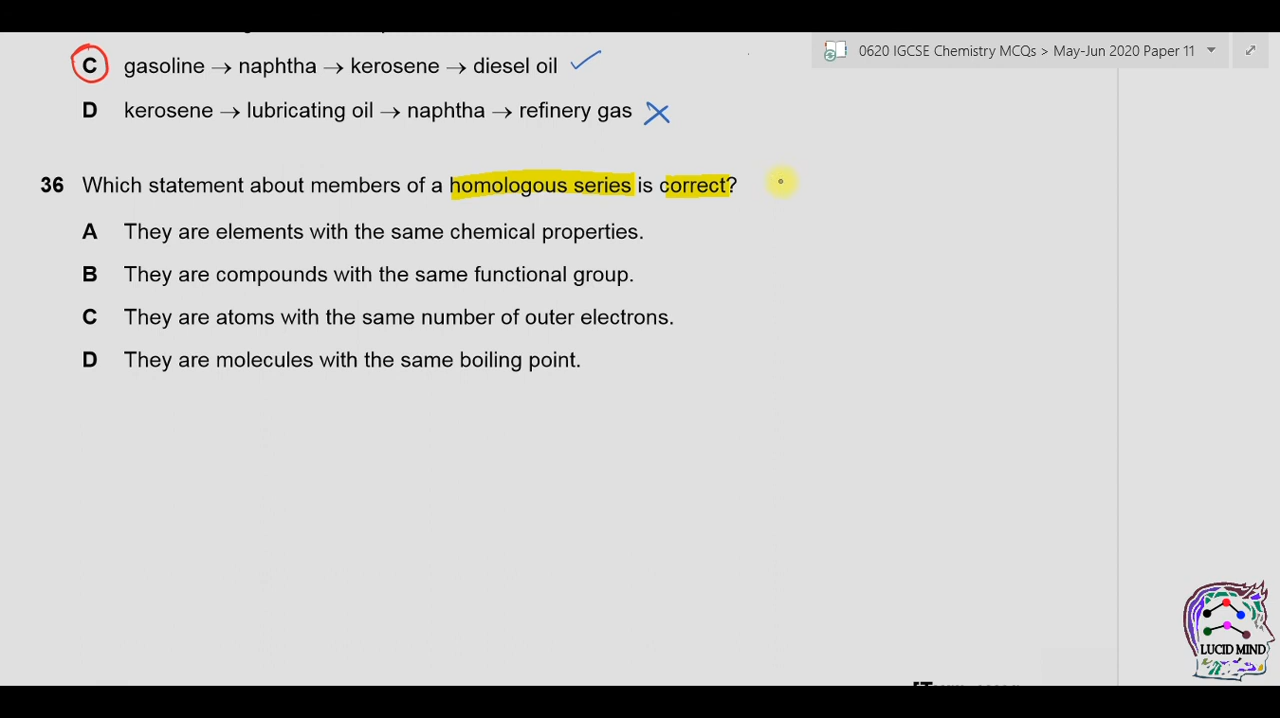 0620 IGCSE Chemistry MCQs > May-Jun 2020 Paper 11
C gasoline → naphtha → kerosene → diesel oil
D kerosene → lubricating oil → naphtha → refinery gas
36 Which statement about members of a homologous series is correct?
A They are elements with the same chemical properties.
B They are compounds with the same functional group.
C They are atoms with the same number of outer electrons.
D They are molecules with the same boiling point.
LUCID MIND